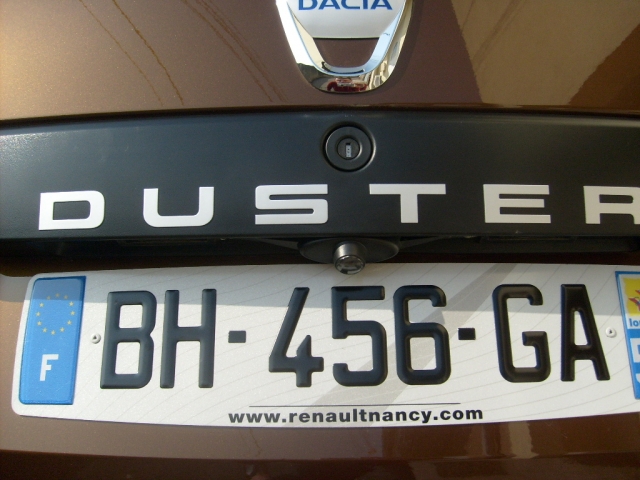 DACIA
DUSTER
F BH-456-GA
www.renaultnancy.com